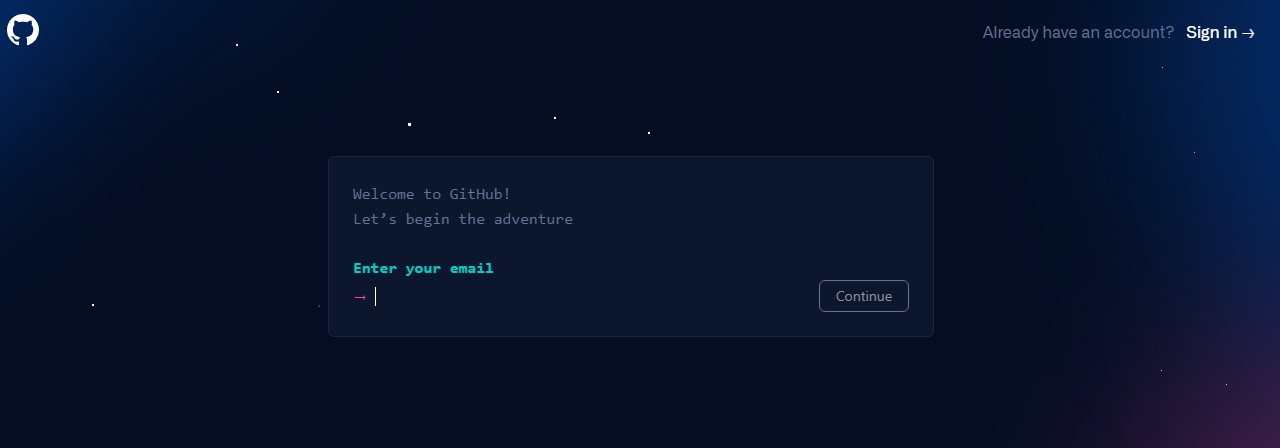 Already have an account? Sign in →
Welcome to GitHub!
Let’s begin the adventure
Enter your email
→
Continue